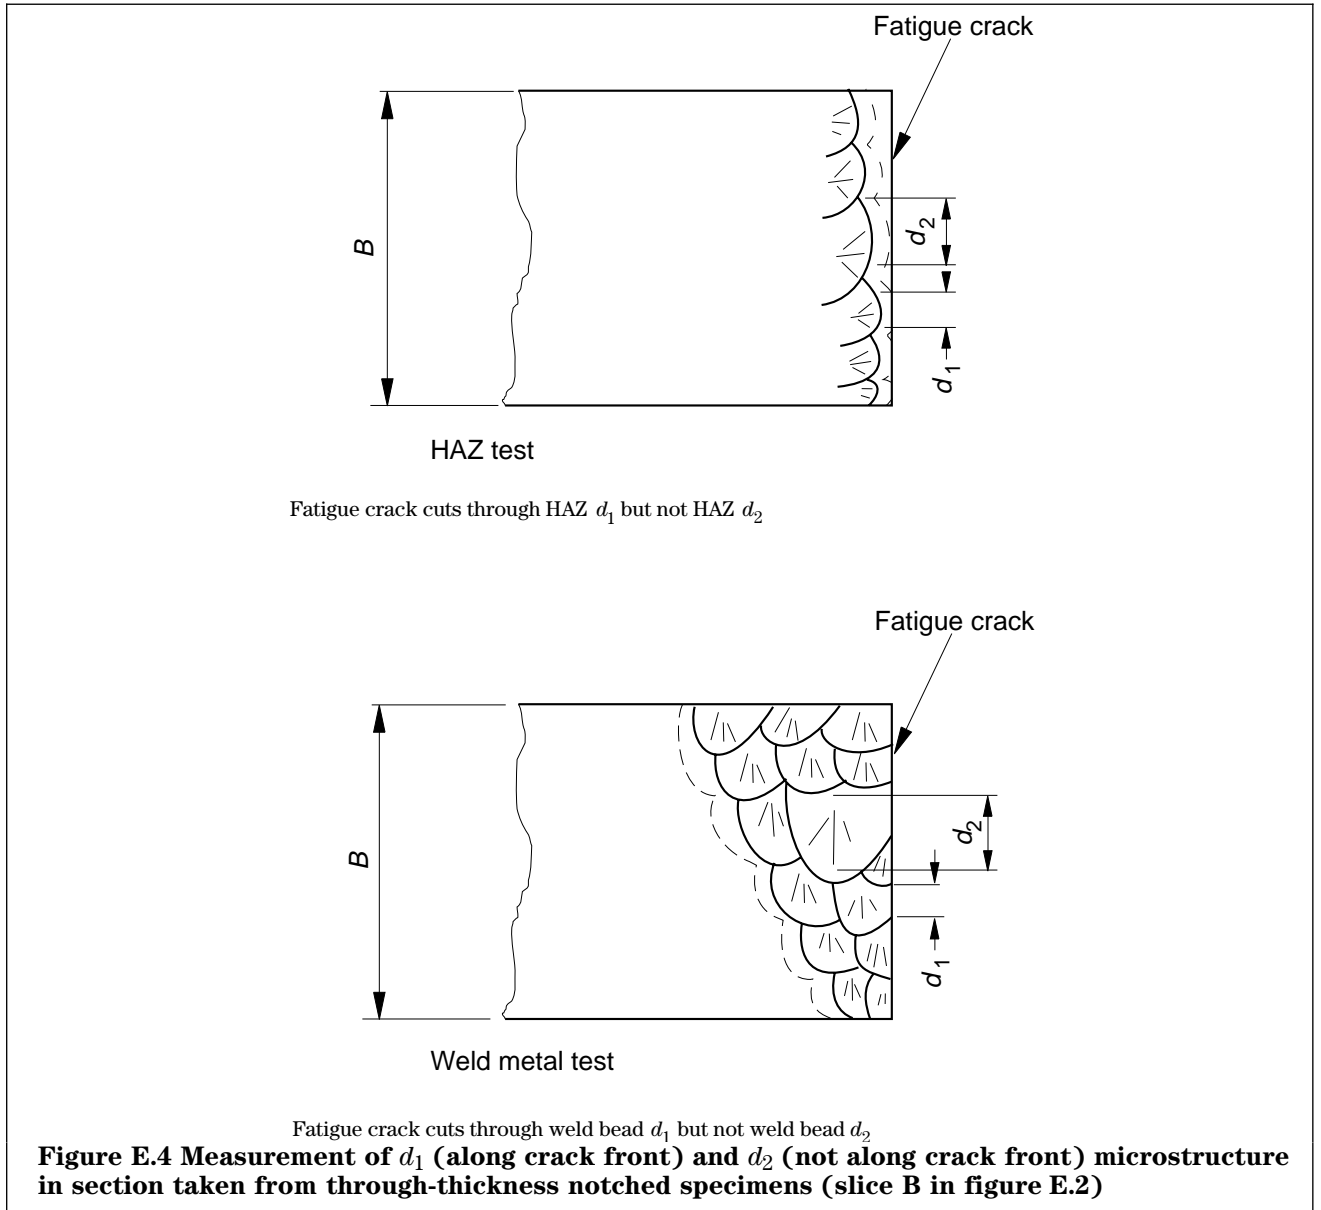 Fatigue crack
B
d2
d1
HAZ test
Fatigue crack cuts through HAZ d1 but not HAZ d2
Fatigue crack
B
d2
d1
Weld metal test
Fatigue crack cuts through weld bead d1 but not weld bead d2
Figure E.4 Measurement of d1 (along crack front) and d2 (not along crack front) microstructure
in section taken from through-thickness notched specimens (slice B in figure E.2)